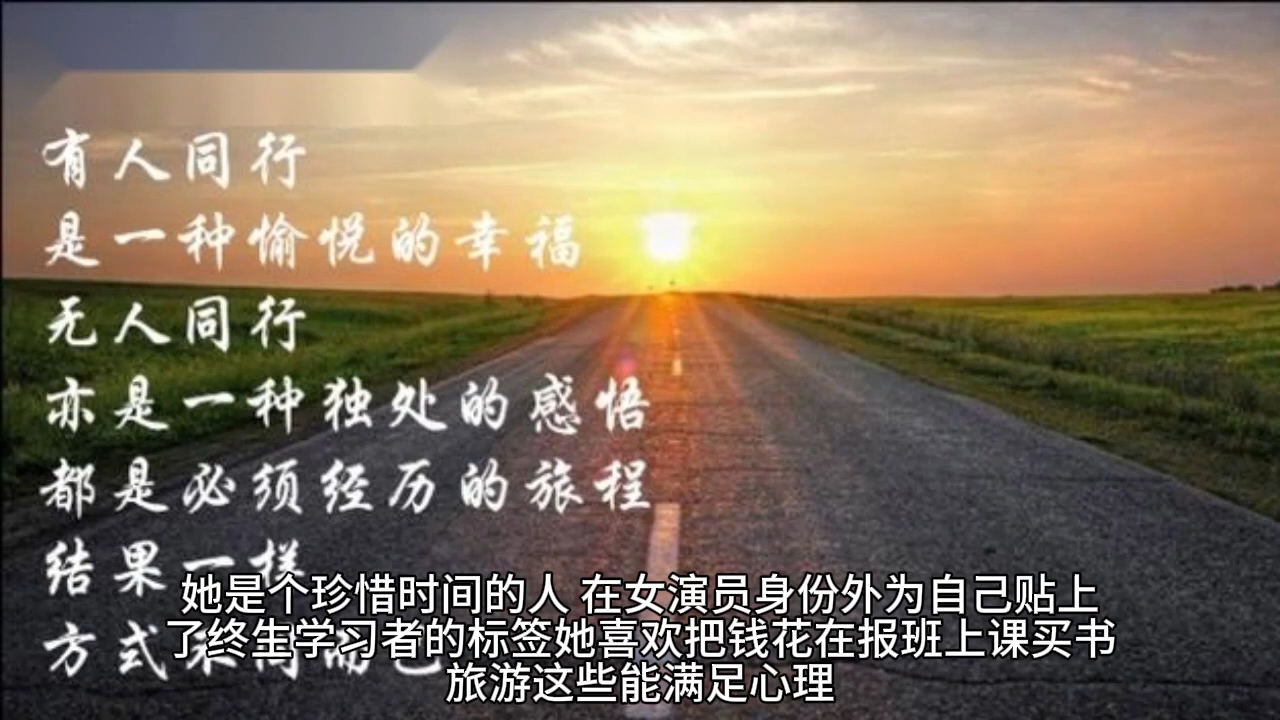 有人同行
是一种愉悦的幸福
无人同行
亦是一种独处的感悟
都是必须经历的旅程
结果一样
方式不同而已
她是个珍惜时间的人 在女演员身份外为自己贴上
了终生学习者的标签她喜欢把钱花在报班上课买书
旅游这些能满足心理